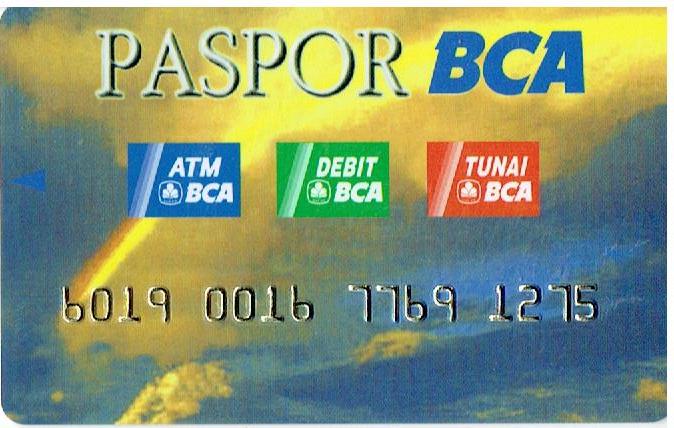 PASPOR BCA
ATM DEBIT TUNAI
BCA BCA BCA
6019 0016 7769 1275